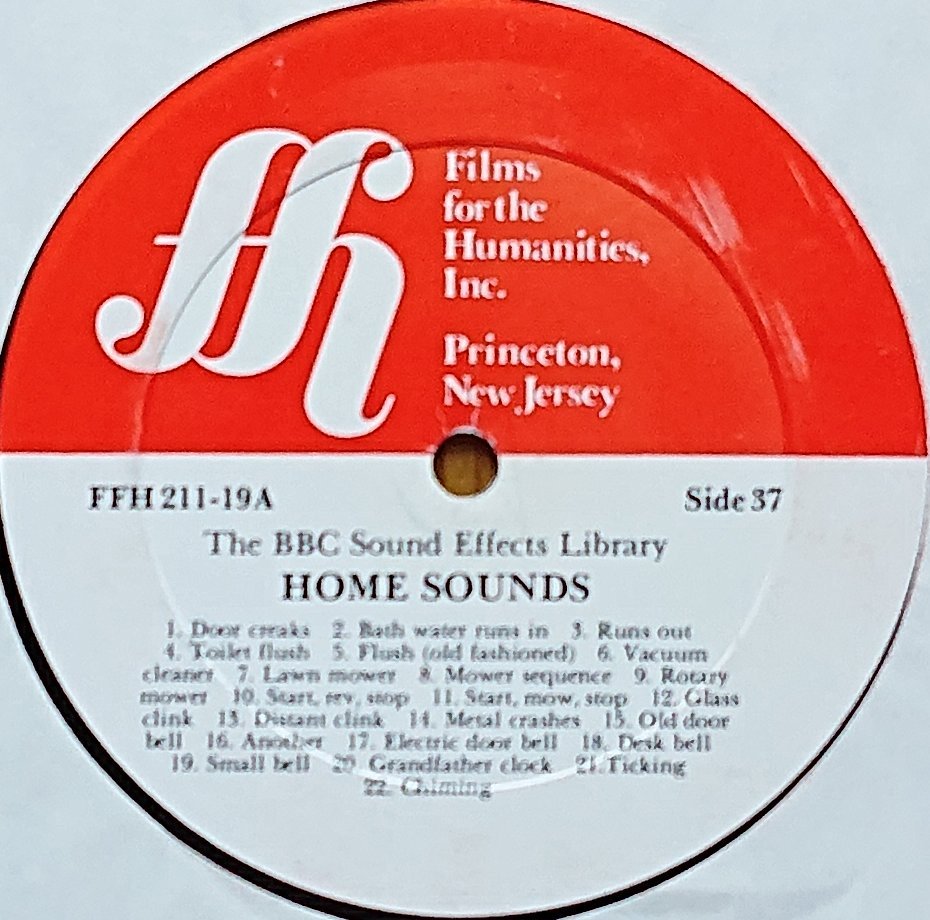 ffh
Films
for the
Humanities,
Inc.
Princeton,
New Jersey
FFH 211-19A
Side 37
The BBC Sound Effects Library
HOME SOUNDS
1. Door creaks 2. Bath water runs in 3. Runs out
4. Toilet flush 5. Flush (old fashioned) 6. Vacuum
cleaner 7. Lawn mower 8. Mower sequence 9. Rotary
mower 10. Start, rev, stop 11. Start, mow, stop 12. Glass
clink 13. Distant clink 14. Metal crashes 15. Old door
bell 16. Another 17. Electric door bell 18. Desk bell
19. Small bell 20. Grandfather clock 21. Ticking
22. Chiming